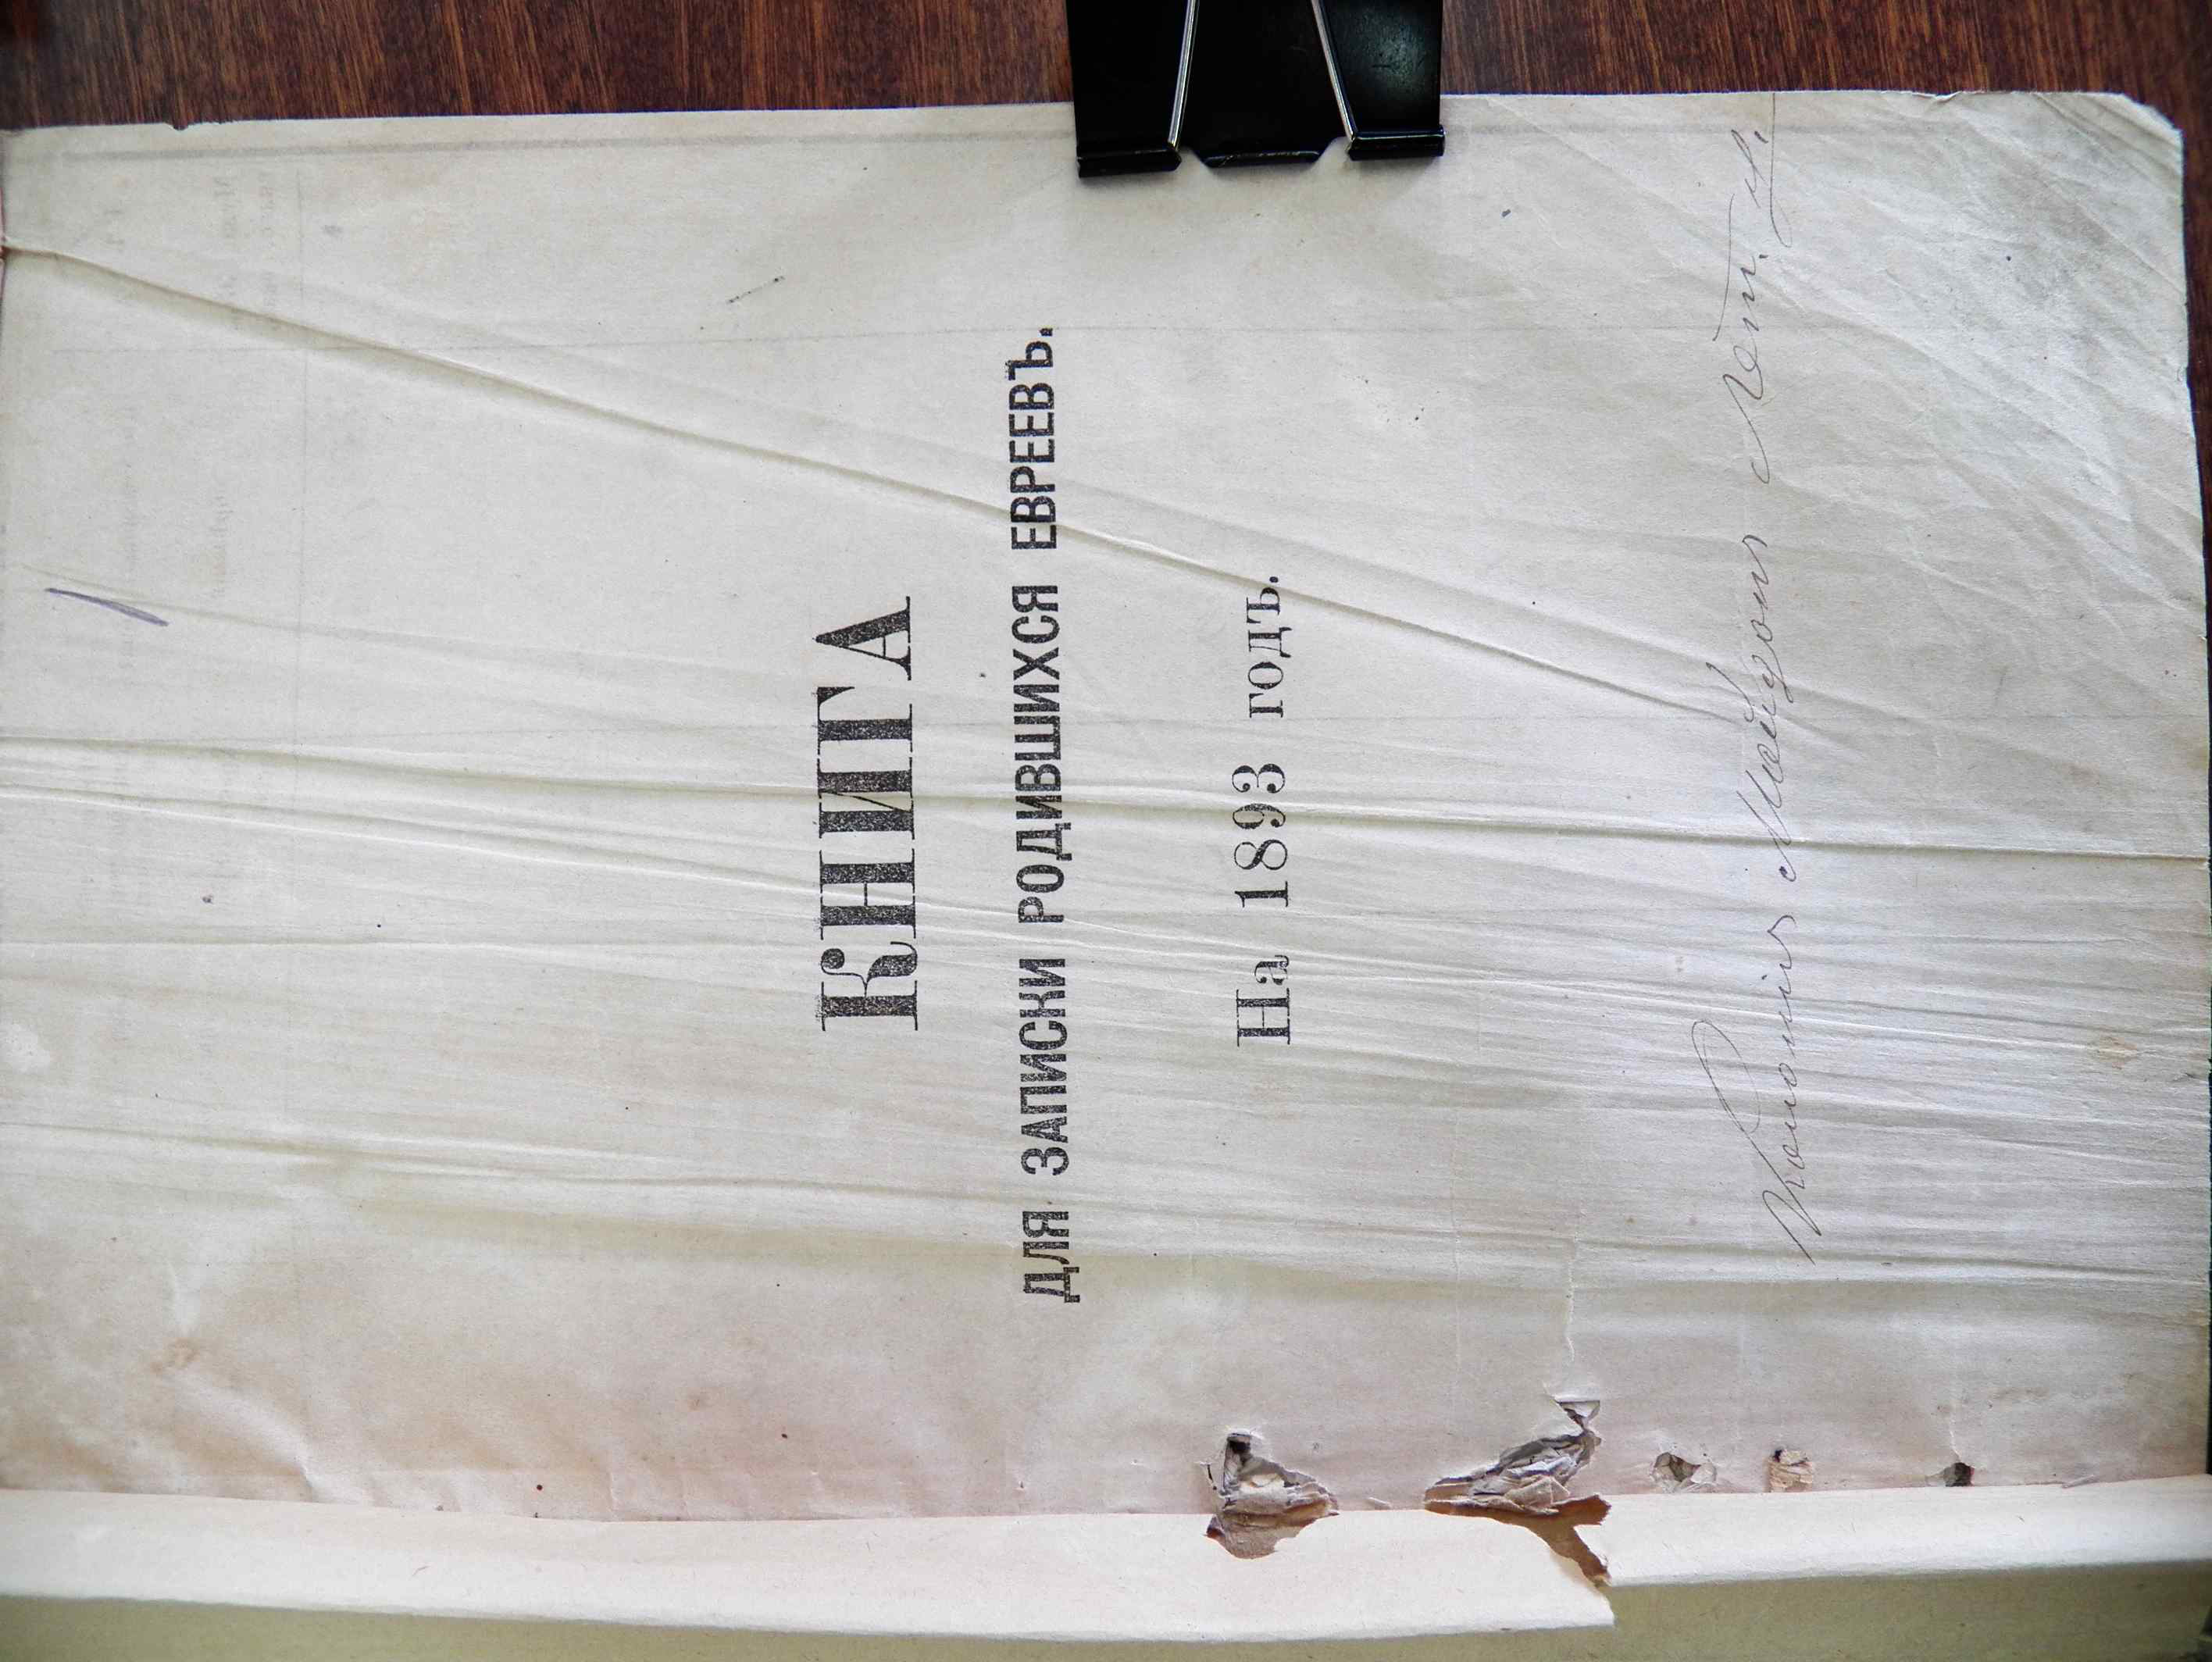 КНИГА
ДЛЯ ЗАПИСКИ РОДИВШИХСЯ ЕВРЕЕВЪ.
На 1893 годъ.